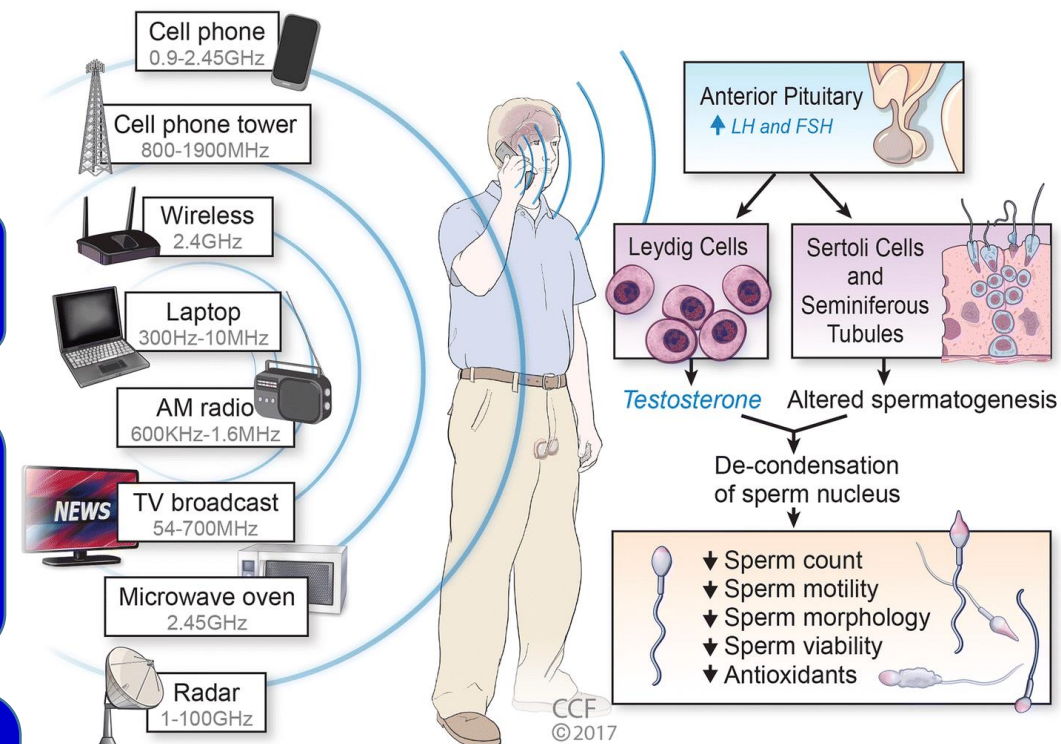 Cell phone
0.9-2.45GHz
Cell phone tower
800-1900MHz
Wireless
2.4GHz
Laptop
300Hz-10MHz
AM radio
600KHz-1.6MHz
NEWS
TV broadcast
54-700MHz
Microwave oven
2.45GHz
Radar
1-100GHz
Anterior Pituitary
LH and FSH
Leydig Cells
Sertoli Cells
and
Seminiferous
Tubules
Testosterone
Altered spermatogenesis
De-condensation
of sperm nucleus
Sperm count
Sperm motility
Sperm morphology
Sperm viability
Antioxidants
CCF
©2017